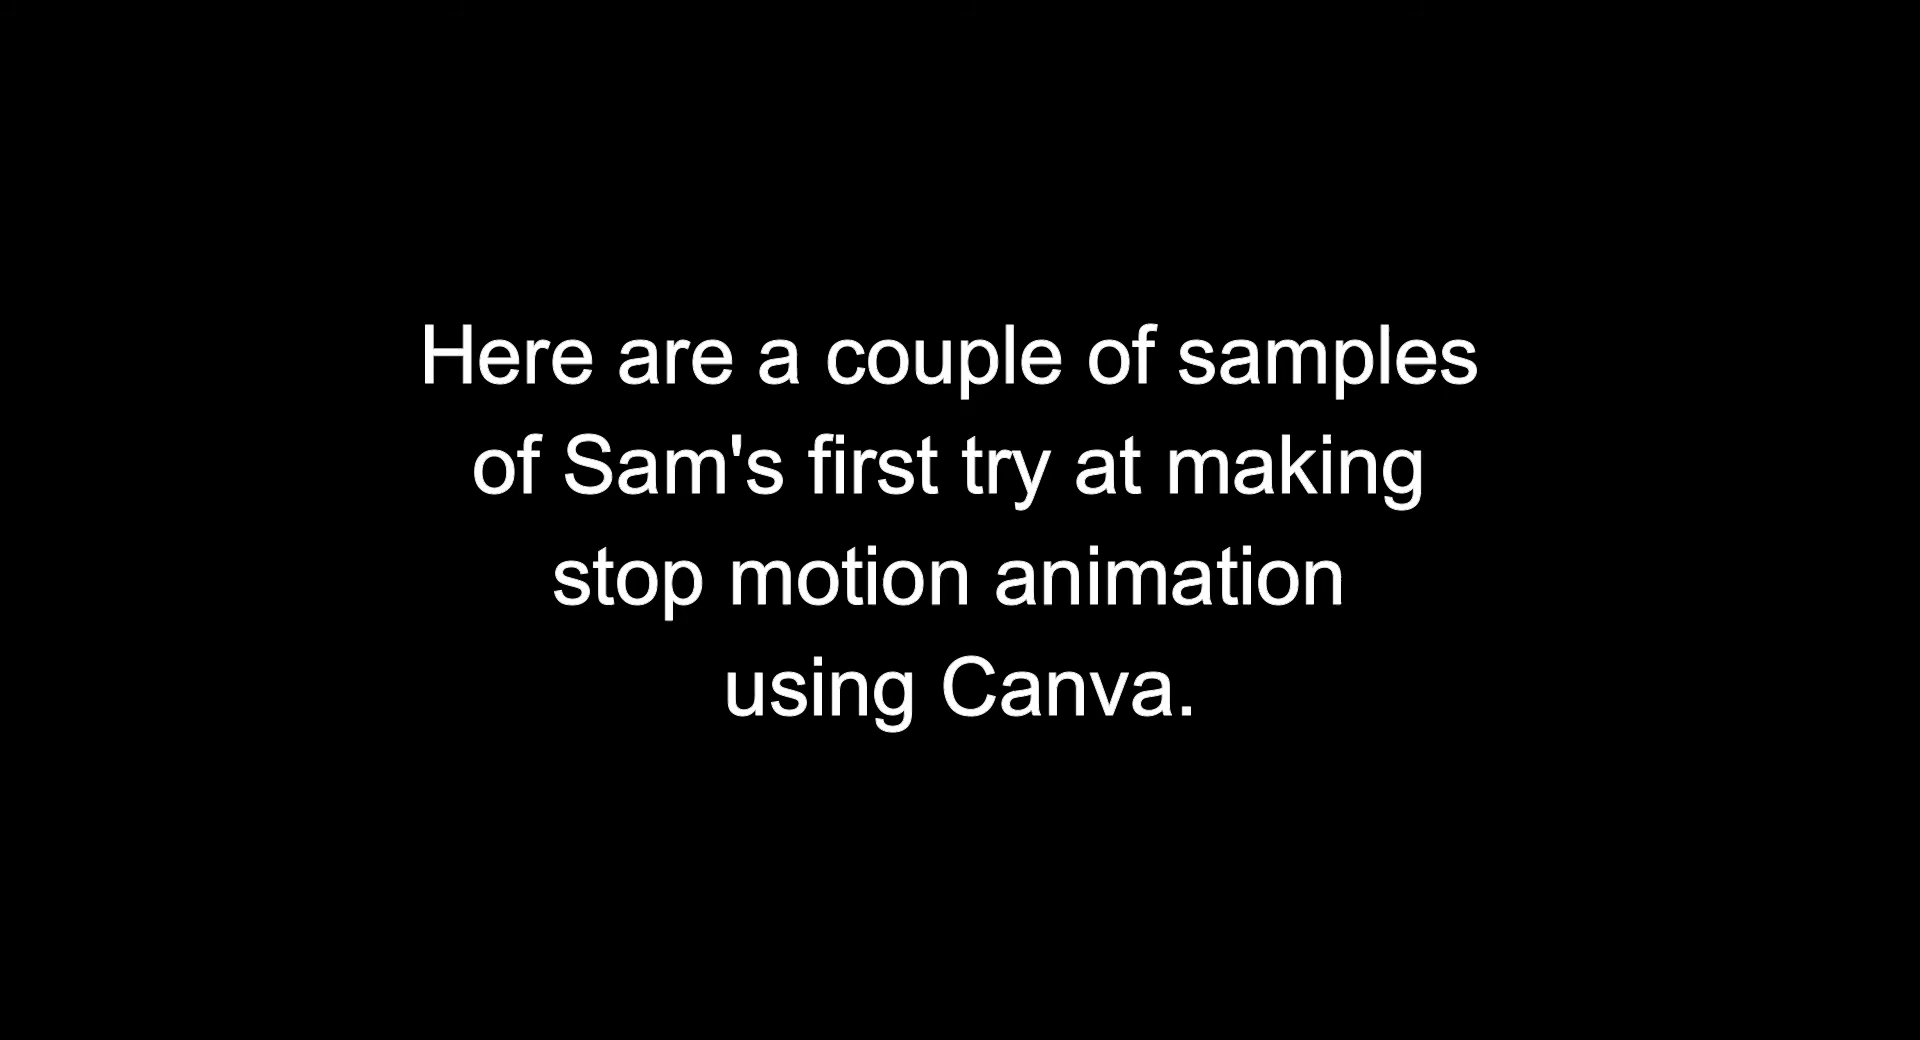 Here are a couple of samples
of Sam's first try at making
stop motion animation
using Canva.